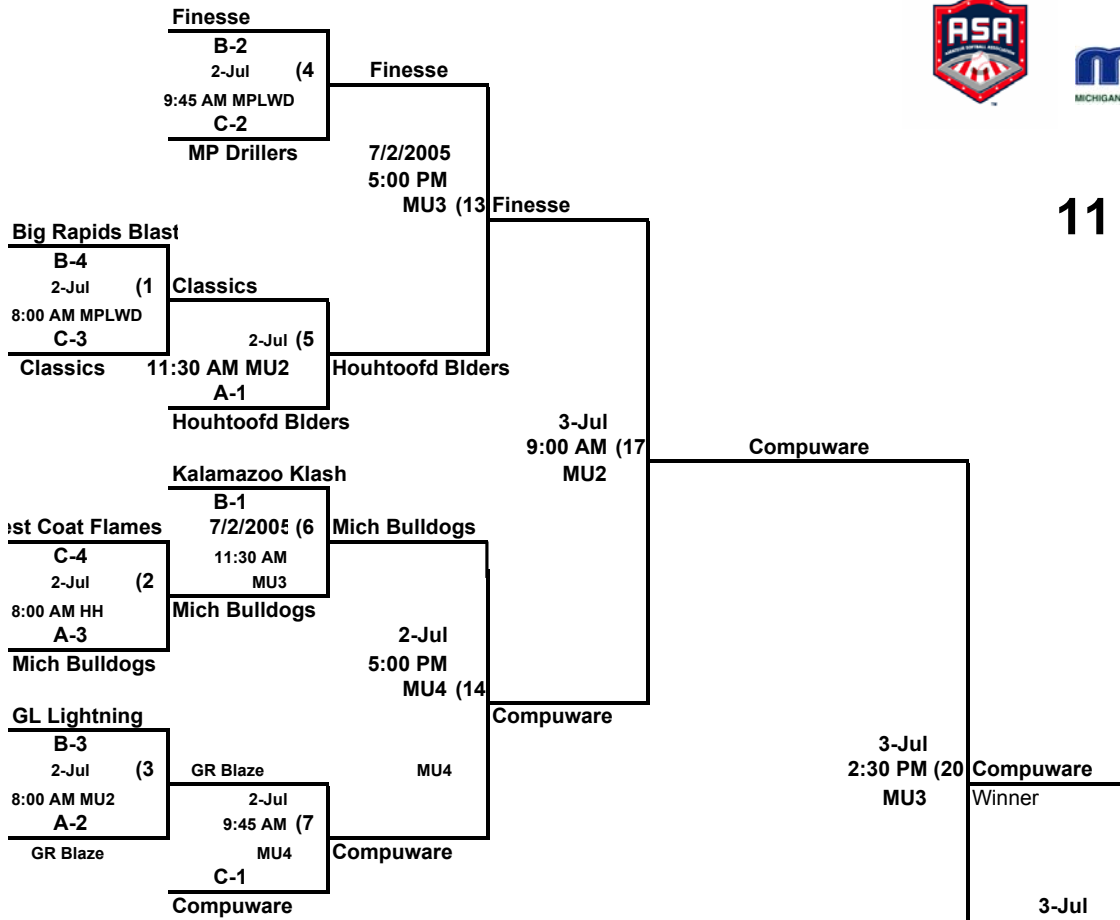 Finesse
ASA
B-2
2-Jul (4 Finesse
9:45 AM MPLWD
MICHIGAN
C-2
MP Drillers 7/2/2005
5:00 PM
MU3 (13 Finesse
11
Big Rapids Blast
B-4
2-Jul (1 Classics
8:00 AM MPLWD
C-3 2-Jul (5
Classics 11:30 AM MU2 Houhtoofd Blders
A-1
Houhtoofd Blders 3-Jul
9:00 AM (17 Compuware
Kalamazoo Klash MU2
B-1
est Coat Flames 7/2/2005 (6 Mich Bulldogs
C-4 11:30 AM
2-Jul (2 MU3
8:00 AM HH Mich Bulldogs
A-3 2-Jul
Mich Bulldogs 5:00 PM
MU4 (14
GL Lightning Compuware
B-3 3-Jul
2-Jul (3 GR Blaze MU4 2:30 PM (20 Compuware
8:00 AM MU2 2-Jul MU3 Winner
A-2 9:45 AM (7
GR Blaze MU4 Compuware
C-1
Compuware 3-Jul